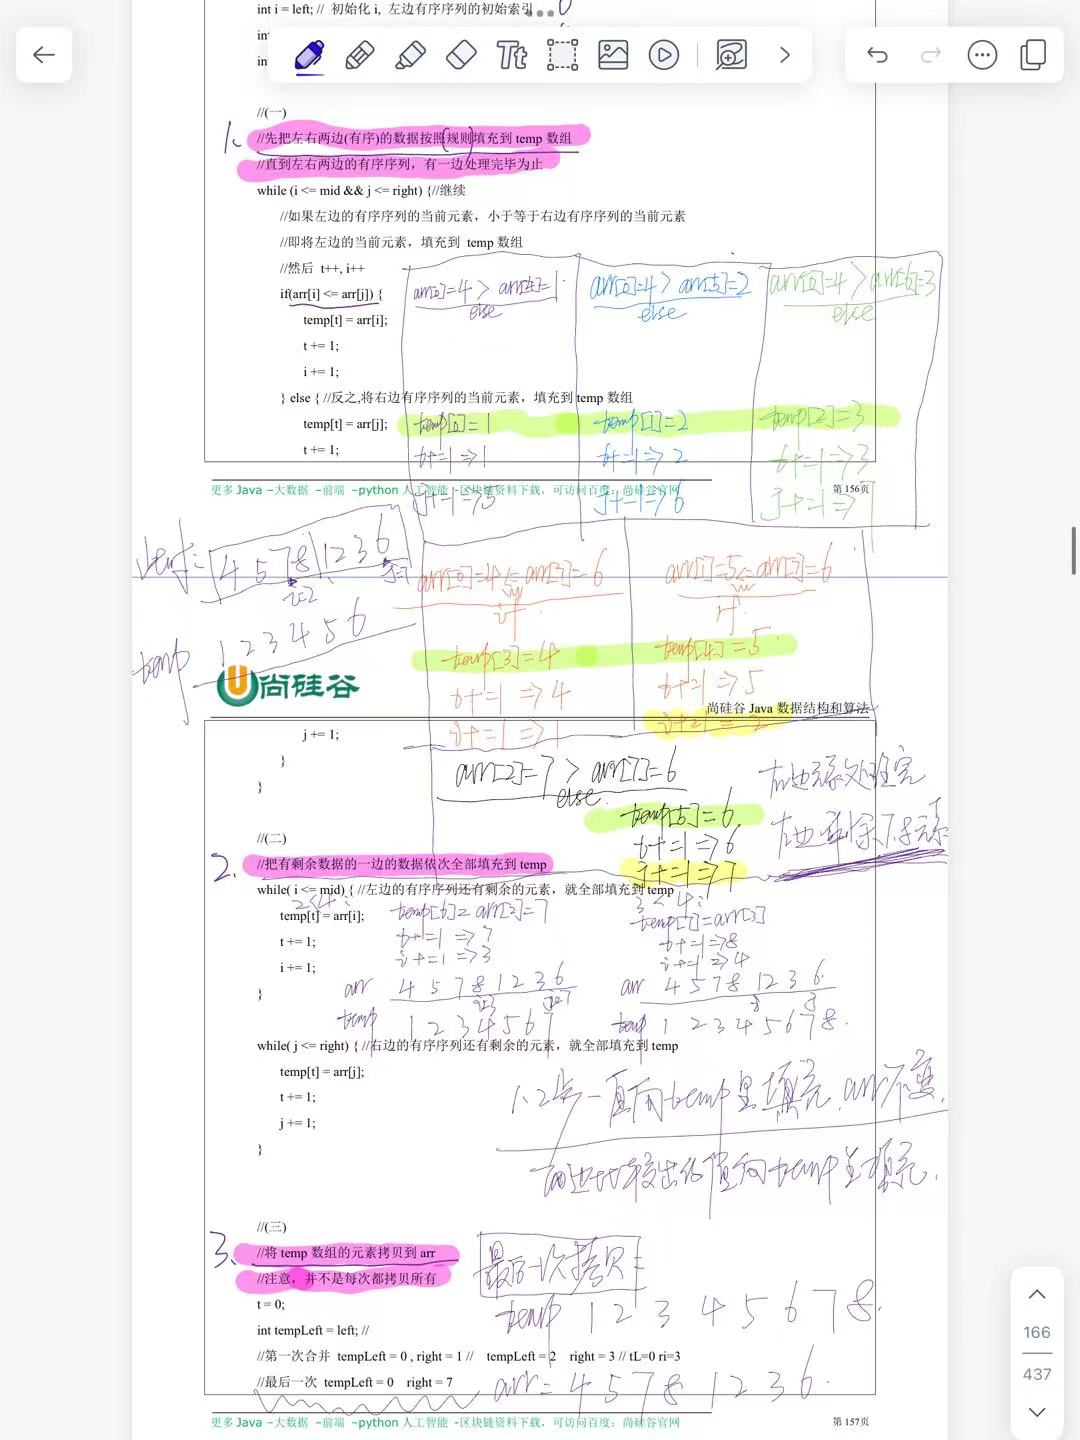 int i = left; // 初始化 i, 左边有序序列的初始索引
int
int
Tt
//(一)
1.
//先把左右两边(有序)的数据按照规则填充到 temp 数组
//直到左右两边的有序序列，有一边处理完毕为止
while (i <= mid && j <= right) {//继续
//如果左边的有序序列的当前元素，小于等于右边有序序列的当前元素
//即将左边的当前元素，填充到 temp 数组
//然后 t++, i++
arr[0]=4 > arr[4]=1
arr[0]=4 > arr[5]=2
arr[0]=4 > arr[6]=3
if(arr[i] <= arr[j]) {
else
else
else
temp[t] = arr[i];
t += 1;
i += 1;
} else { //反之,将右边有序序列的当前元素，填充到 temp 数组
temp[t] = arr[j];
temp[0]=1
temp[1]=2
temp[2]=3
t += 1;
t+=1 => 1
t+=1 => 2
t+=1 => 3
更多 Java –大数据 –前端 –python 人工智能 -区块链资料下载，可访问百度：尚硅谷官网
第 156页
j+=1 => 5
j+=1 => 6
j+=1 => 7
4 5 7 8 1 2 3 6
i=2
j=7
arr[0]=4 <= arr[7]=6
arr[1]=5 <= arr[7]=6
if
if
temp
1 2 3 4 5 6
temp[3]=4
temp[4]=5
t+=1 => 4
t+=1 => 5
尚硅谷
尚硅谷 Java 数据结构和算法
i+=1 => 1
i+=1 = 2
j += 1;
}
arr[2]=7 > arr[7]=6
else
}
temp[5]=6
t+=1 => 6
j+=1 => 7
右边元素处理完
左边剩余下元素
//(二)
2.
//把有剩余数据的一边的数据依次全部填充到 temp
while( i <= mid) { //左边的有序序列还有剩余的元素，就全部填充到 temp
2<4
3 < 4
temp[t] = arr[i];
temp[6]=arr[2]=7
temp[7]=arr[3]
t += 1;
t+=1 => 7
t+=1 => 8
i += 1;
i+=1 => 3
i+=1 => 4
}
arr 4 5 7 8 1 2 3 6
arr 4 5 7 8 1 2 3 6
i=3
j=7
temp 1 2 3 4 5 6 7
temp 1 2 3 4 5 6 7 8.
while( j <= right) { //右边的有序序列还有剩余的元素，就全部填充到 temp
temp[t] = arr[j];
t += 1;
j += 1;
}
1、2步一直向temp里填充，arr不变.
两边比较出的值向temp里填充.
//(三)
3.
//将 temp 数组的元素拷贝到 arr
//注意，并不是每次都拷贝所有
最后一次拷贝
t = 0;
temp 1 2 3 4 5 6 7 8.
int tempLeft = left; //
//第一次合并 tempLeft = 0 , right = 1 // tempLeft = 2 right = 3 // tL=0 ri=3
//最后一次 tempLeft = 0 right = 7
arr = 4 5 7 8 1 2 3 6.
更多 Java –大数据 –前端 –python 人工智能 -区块链资料下载，可访问百度：尚硅谷官网
第 157页
166
437